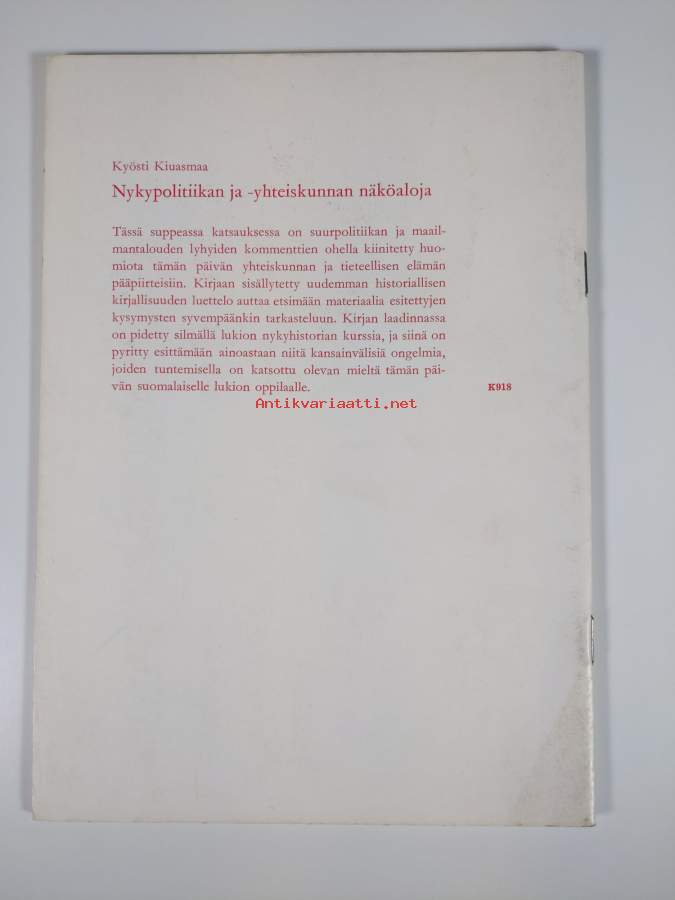 Kyösti Kiuasmaa
Nykypolitiikan ja -yhteiskunnan näköaloja
Tässä suppeassa katsauksessa on suurpolitiikan ja maail-
mantalouden lyhyiden kommenttien ohella kiinitetty huo-
miota tämän päivän yhteiskunnan ja tieteellisen elämän
pääpiirteisiin. Kirjaan sisällytetty uudemman historiallisen
kirjallisuuden luettelo auttaa etsimään materiaalia esitettyjen
kysymysten syvempäänkin tarkasteluun. Kirjan laadinnassa
on pidetty silmällä lukion nykyhistorian kurssia, ja siinä on
pyritty esittämään ainoastaan niitä kansainvälisiä ongelmia,
joiden tuntemisella on katsottu olevan mieltä tämän päi-
vän suomalaiselle lukion oppilaalle.
K918
Antikvariaatti.net